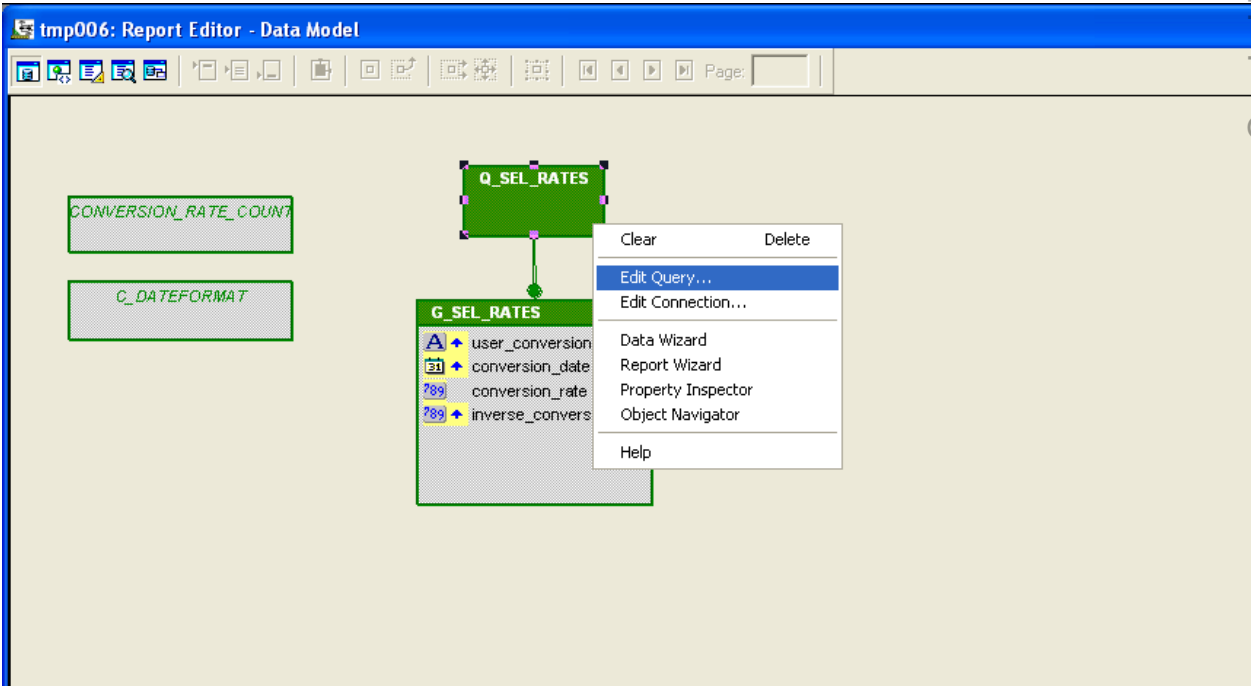 tmp006: Report Editor - Data Model
Page:
CONVERSION_RATE_COUNT
C_DATEFORMAT
Q_SEL_RATES
G_SEL_RATES
user_conversion
conversion_date
conversion_rate
inverse_convers
Clear Delete
Edit Query...
Edit Connection...
Data Wizard
Report Wizard
Property Inspector
Object Navigator
Help